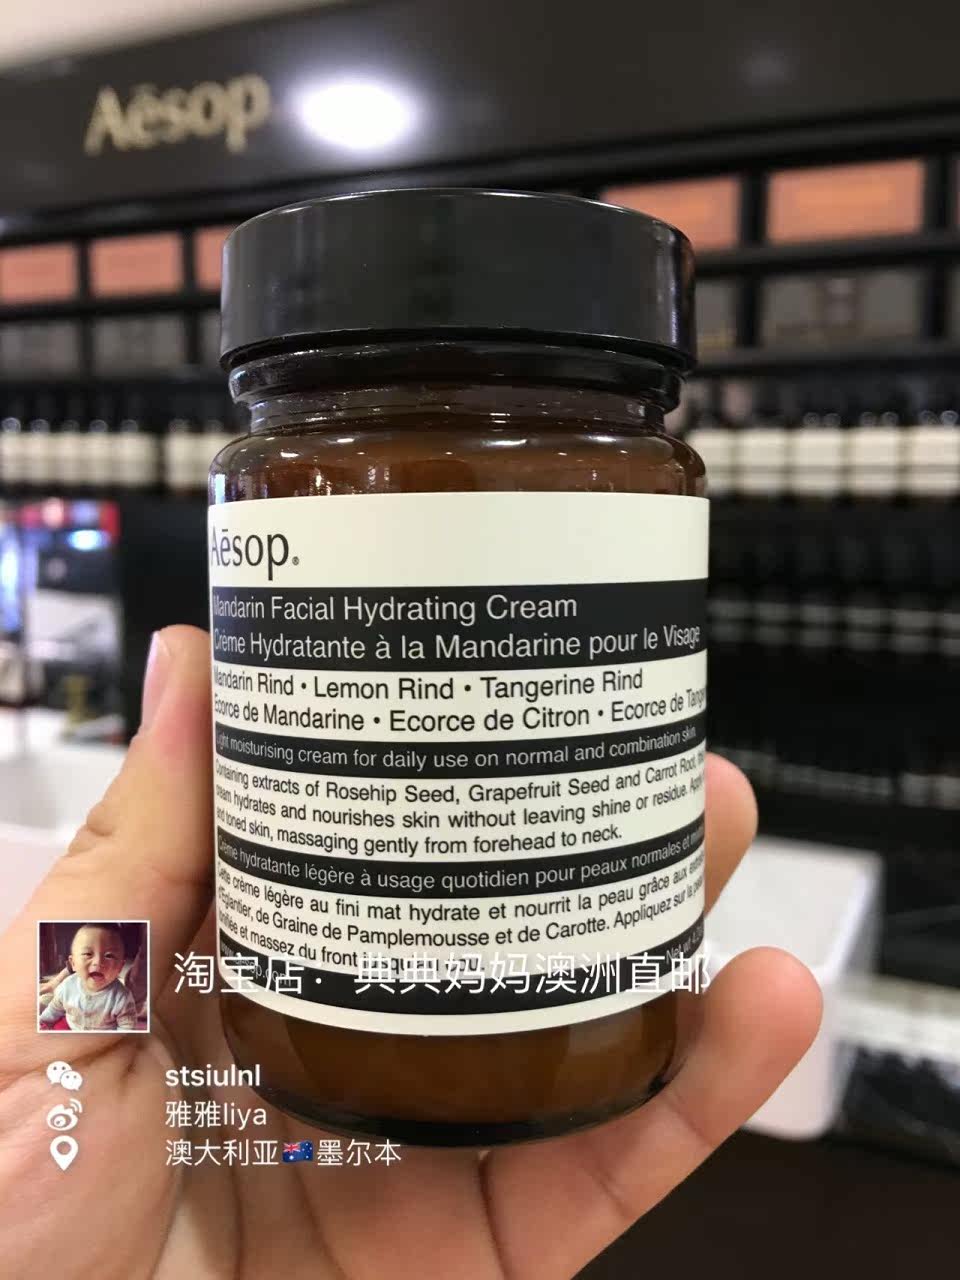 Aēsop
Aēsop®
Mandarin Facial Hydrating Cream
Crème Hydratante à la Mandarine pour le Visage
Mandarin Rind • Lemon Rind • Tangerine Rind
Ecorce de Mandarine • Ecorce de Citron • Ecorce de
Light moisturising cream for daily use on normal and combination skin
Containing extracts of Rosehip Seed, Grapefruit Seed and Carrot Root,
cream hydrates and nourishes skin without leaving shine or residue.
and toned skin, massaging gently from forehead to neck.
Crème hydratante légère à usage quotidien pour peaux normales et
Cette crème légère au fini mat hydrate et nourrit la peau grâce aux
d'Eglantier, de Graine de Pamplemousse et de Carotte. Appliquez sur la
et massez du front
淘宝店：典典妈妈澳洲直邮
stsiulnl
雅雅liya
澳大利亚🇦🇺墨尔本